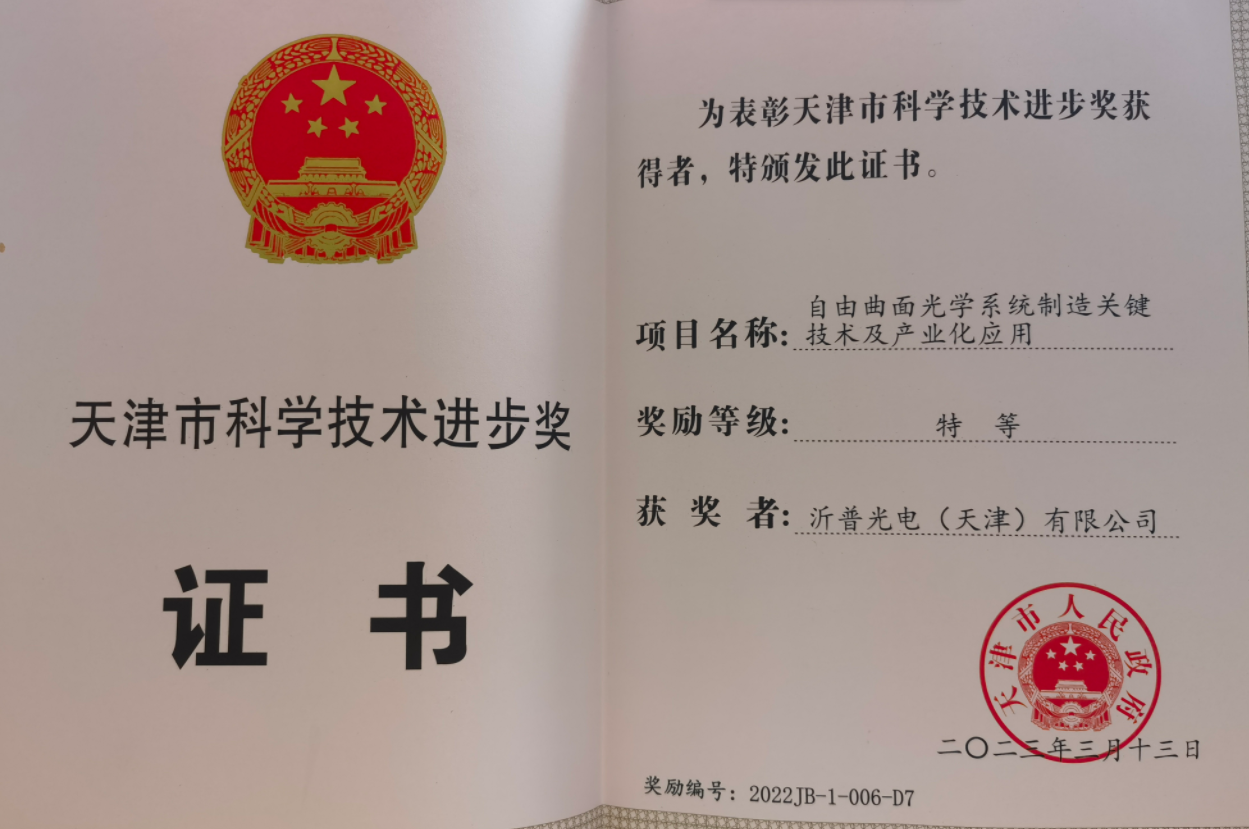 天津市科学技术进步奖
证书
为表彰天津市科学技术进步奖获
得者，特颁发此证书。
项目名称：自由曲面光学系统制造关键
技术及产业化应用
奖励等级：特 等
获 奖 者：沂普光电（天津）有限公司
天津市人民政府
二〇二三年三月十三日
奖励编号：2022JB-1-006-D7